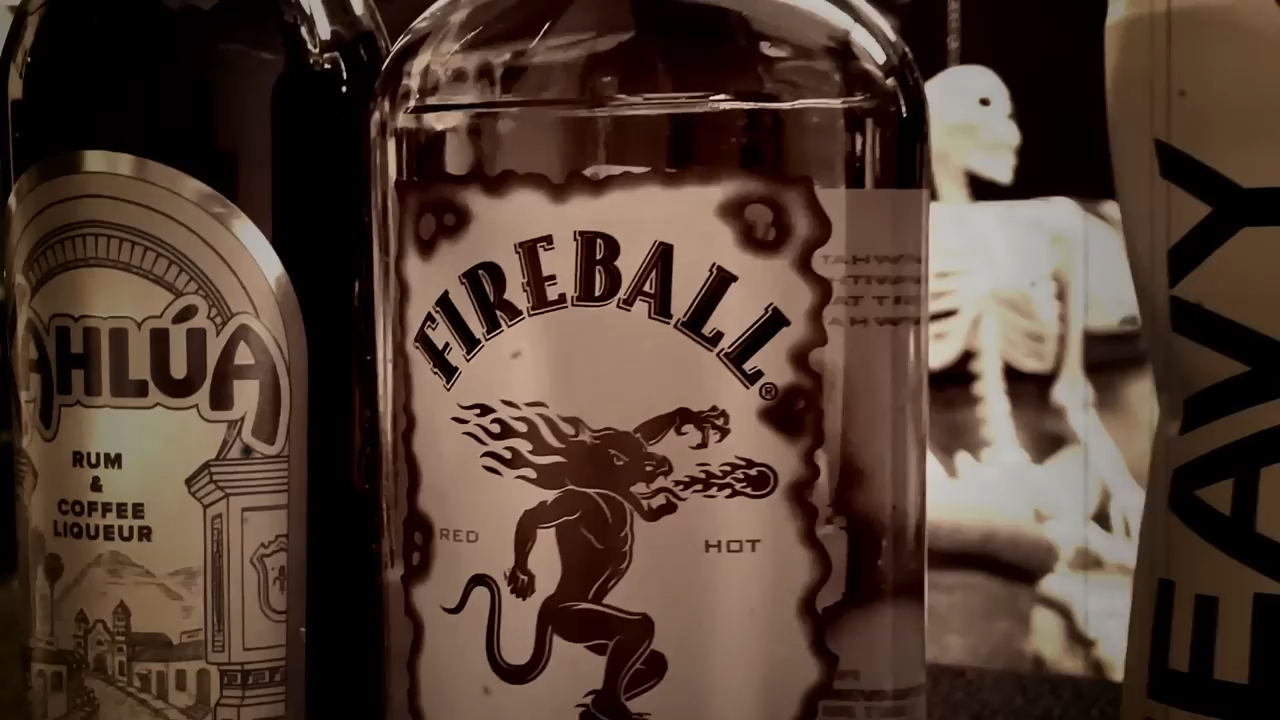 AHLÚA
RUM
&
COFFEE
LIQUEUR
FIREBALL®
RED HOT
EAVY